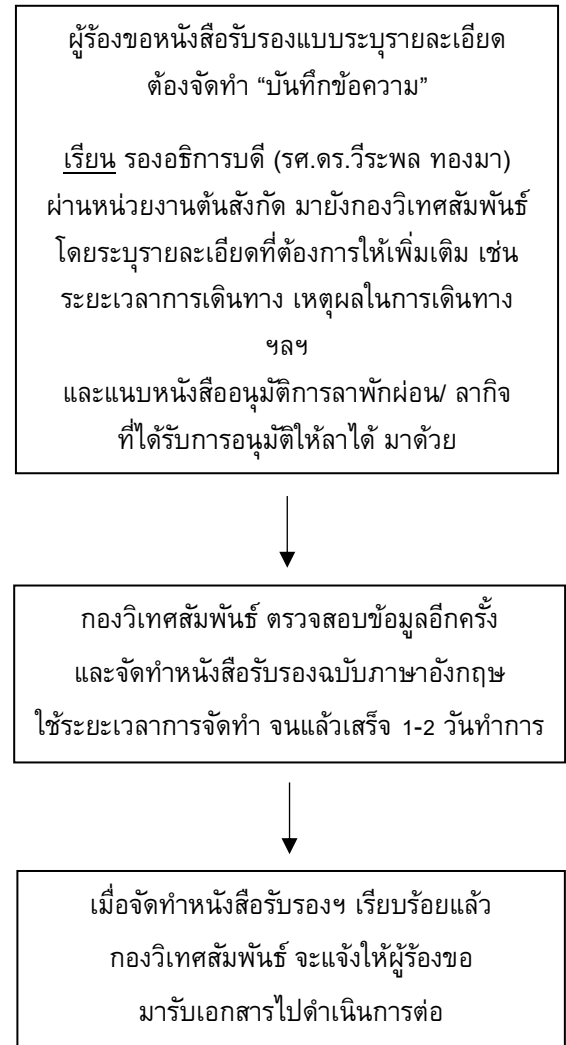 ผู้ร้องขอหนังสือรับรองแบบระบุรายละเอียด
ต้องจัดทำ “บันทึกข้อความ”
เรียน รองอธิการบดี (รศ.ดร.วีระพล ทองมา)
ผ่านหน่วยงานต้นสังกัด มายังกองวิเทศสัมพันธ์
โดยระบุรายละเอียดที่ต้องการให้เพิ่มเติม เช่น
ระยะเวลาการเดินทาง เหตุผลในการเดินทาง
ฯลฯ
และแนบหนังสืออนุมัติการลาพักผ่อน/ ลากิจ
ที่ได้รับการอนุมัติให้ลาได้ มาด้วย
กองวิเทศสัมพันธ์ ตรวจสอบข้อมูลอีกครั้ง
และจัดทำหนังสือรับรองฉบับภาษาอังกฤษ
ใช้ระยะเวลาการจัดทำ จนแล้วเสร็จ 1-2 วันทำการ
เมื่อจัดทำหนังสือรับรองฯ เรียบร้อยแล้ว
กองวิเทศสัมพันธ์ จะแจ้งให้ผู้ร้องขอ
มารับเอกสารไปดำเนินการต่อ